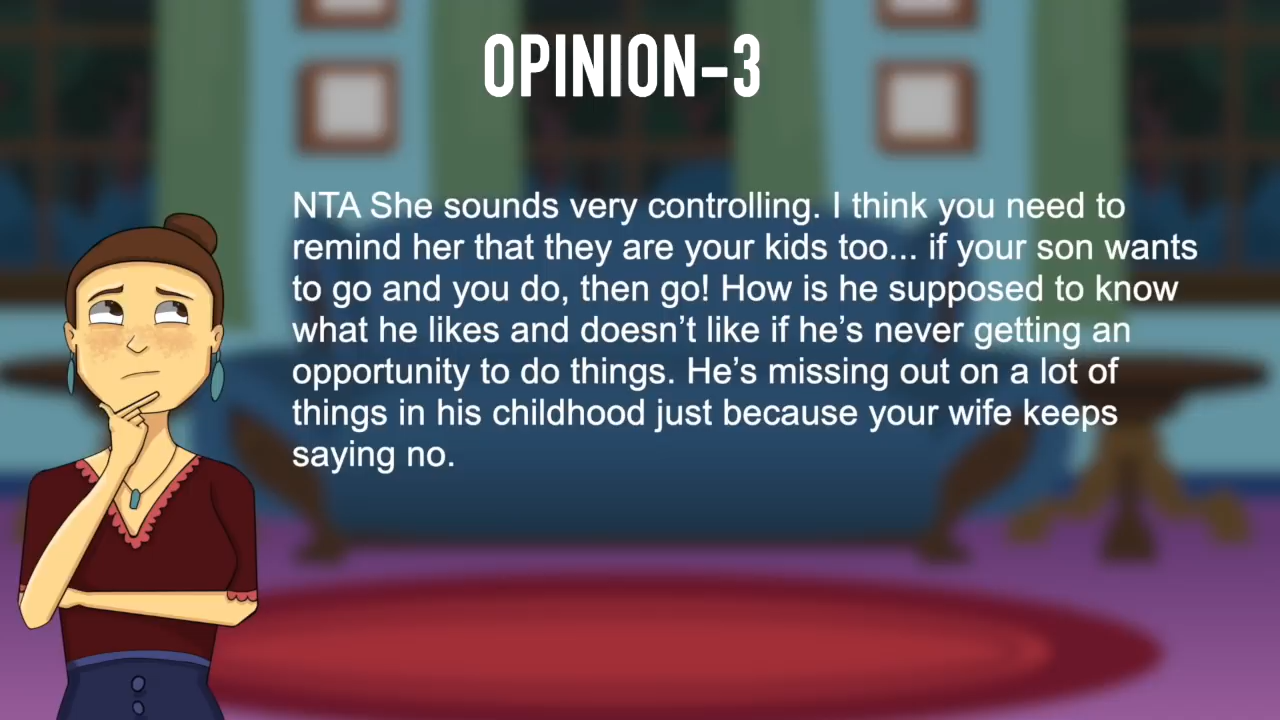 OPINION-3
NTA She sounds very controlling. I think you need to
remind her that they are your kids too... if your son wants
to go and you do, then go! How is he supposed to know
what he likes and doesn’t like if he’s never getting an
opportunity to do things. He’s missing out on a lot of
things in his childhood just because your wife keeps
saying no.